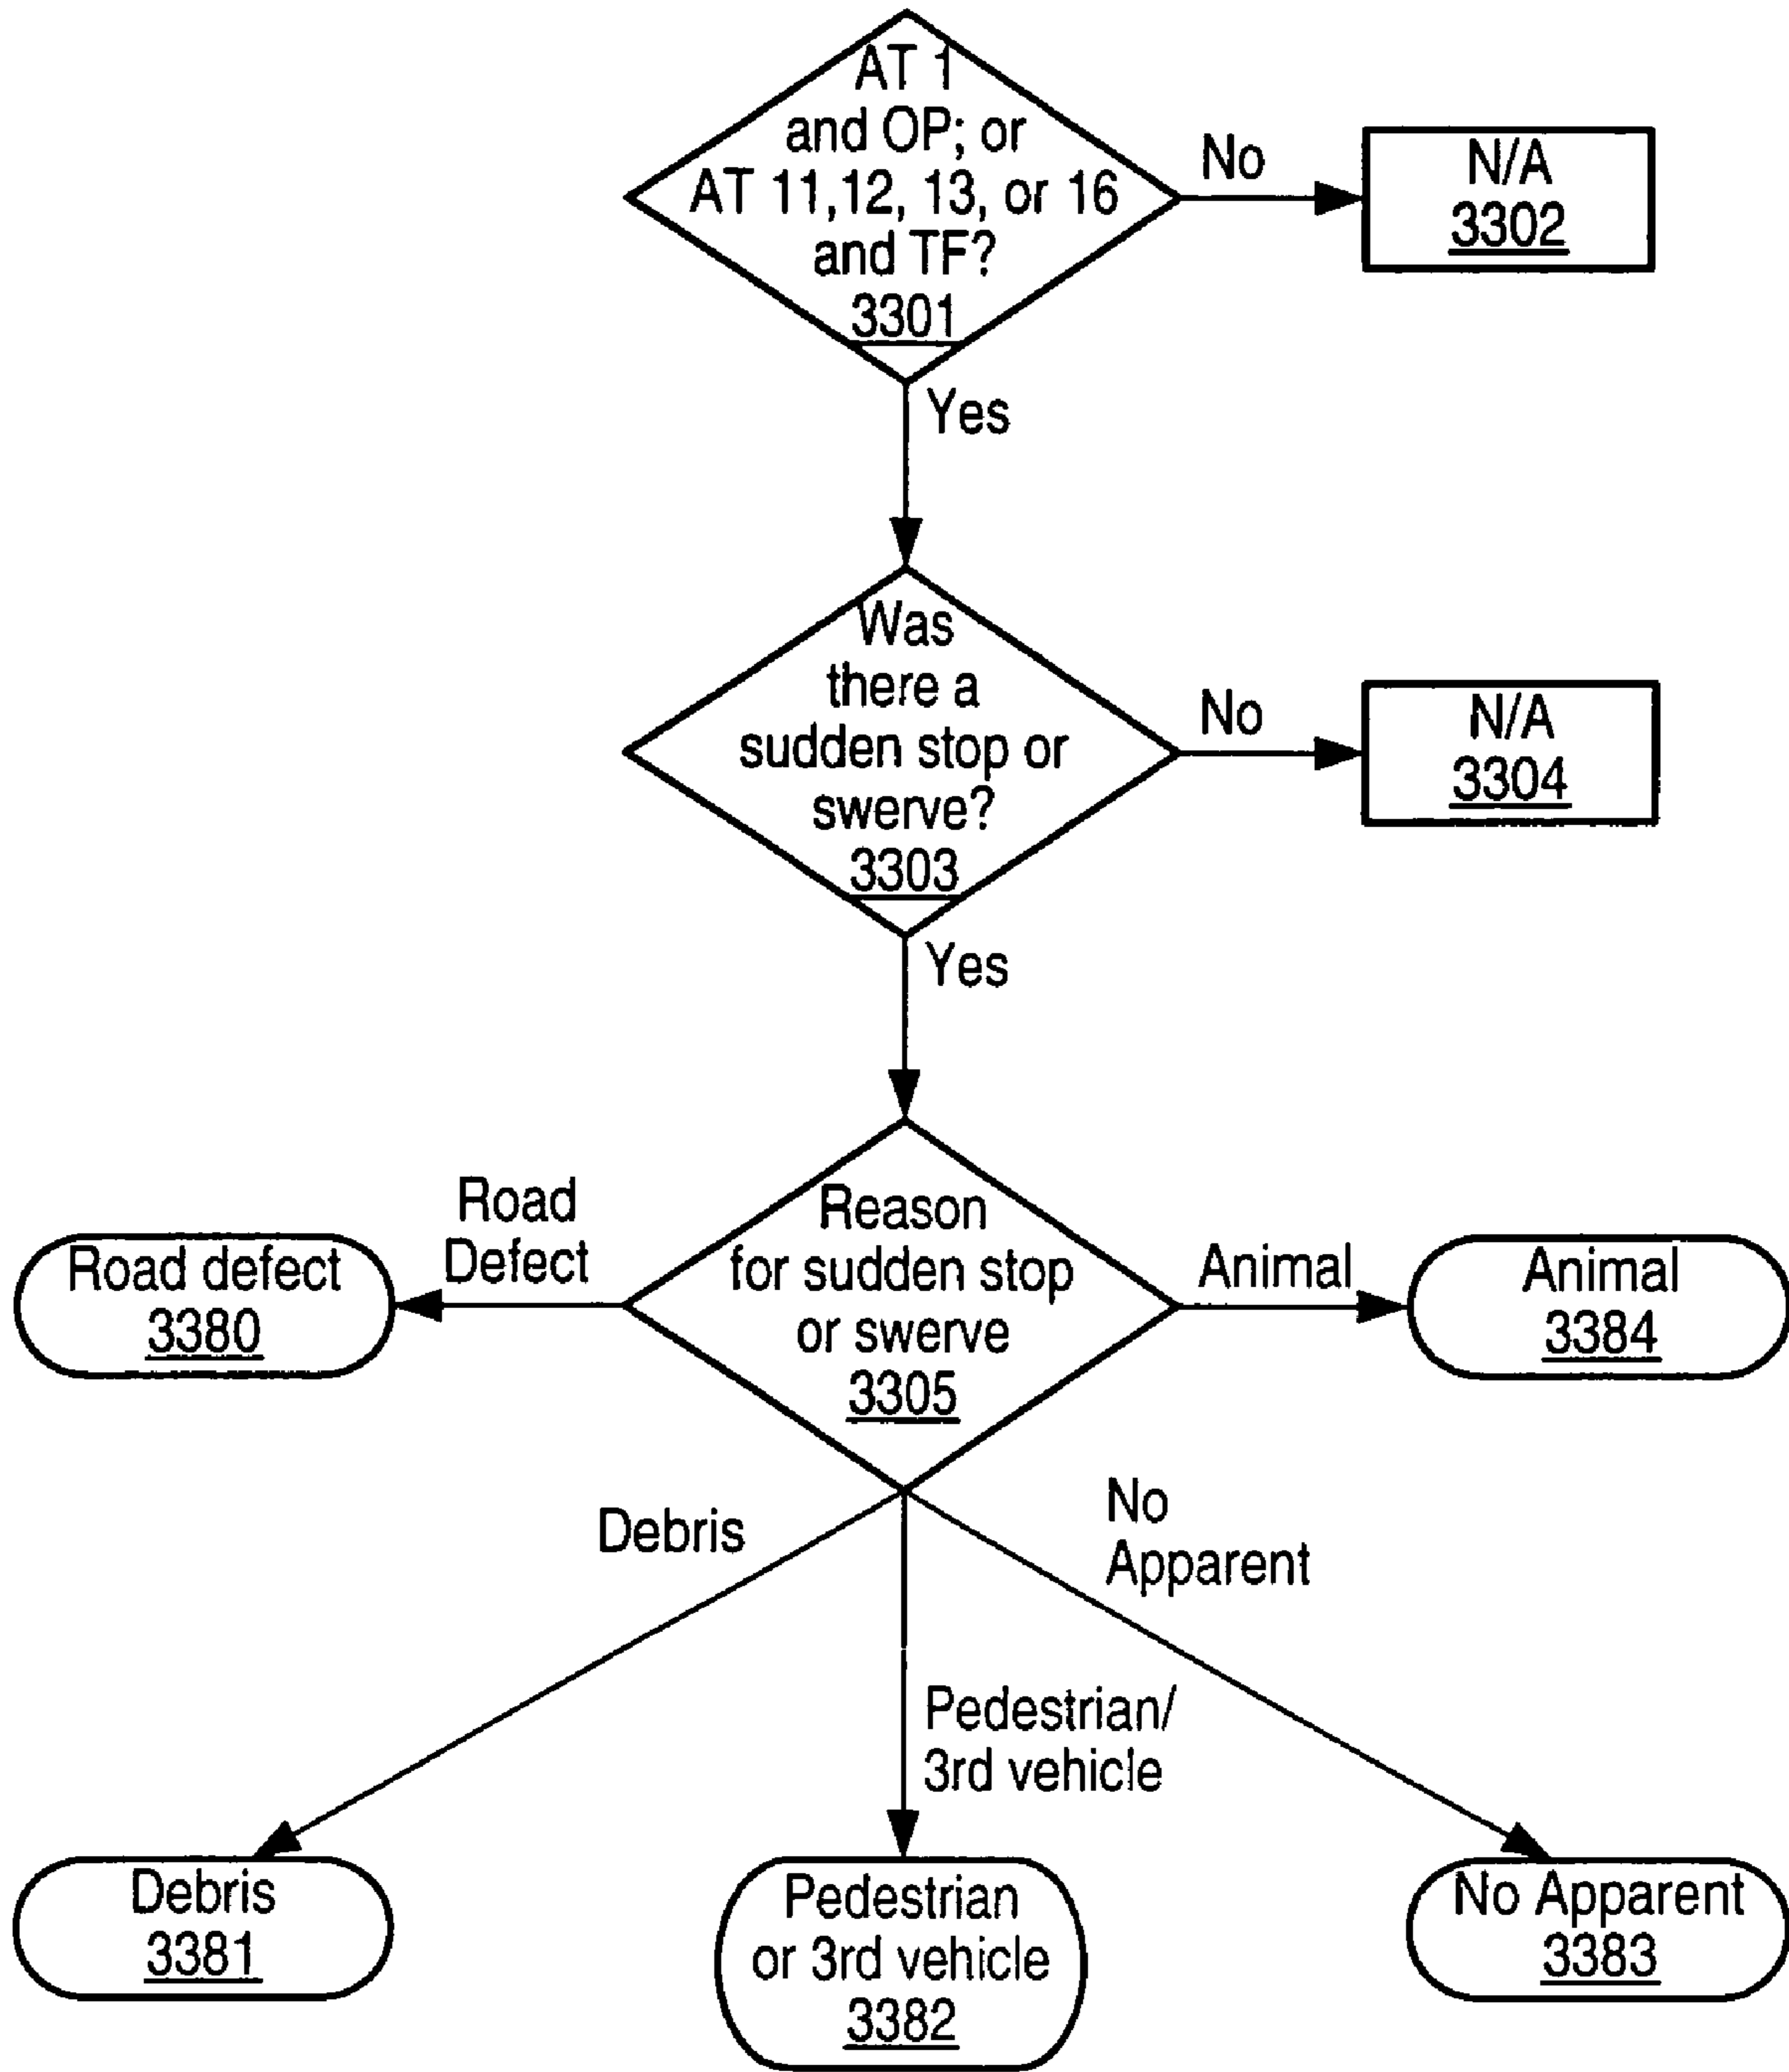 AT 1
and OP; or
AT 11,12, 13, or 16
and TF?
3301
No
N/A
3302
Yes
Was
there a
sudden stop or
swerve?
3303
No
N/A
3304
Yes
Reason
for sudden stop
or swerve
3305
Road
Defect
Road defect
3380
Animal
Animal
3384
Debris
No
Apparent
Pedestrian/
3rd vehicle
Debris
3381
Pedestrian
or 3rd vehicle
3382
No Apparent
3383